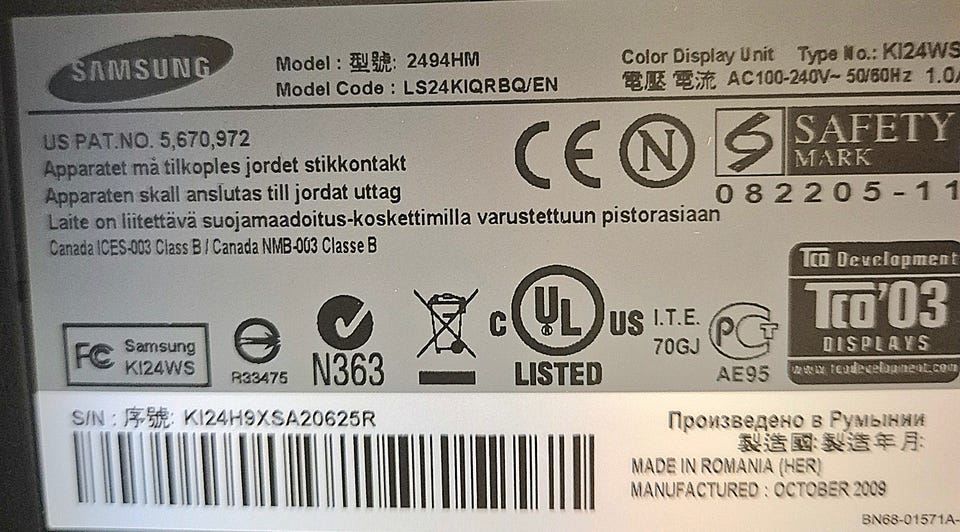 SAMSUNG
Model : 型號: 2494HM
Model Code : LS24KIQRBQ/EN
Color Display Unit Type No.: KI24WS
電壓 電流 AC100-240V~ 50/60Hz 1.0A
US PAT.NO. 5,670,972
Apparatet må tilkoples jordet stikkontakt
Apparaten skall anslutas till jordat uttag
Laite on liitettävä suojamaadoitus-koskettimilla varustettuun pistorasiaan
Canada ICES-003 Class B / Canada NMB-003 Classe B
CE
N
S
SAFETY
MARK
082205-11
FC
Samsung
KI24WS
R33475
N363
C UL US
LISTED
I.T.E.
70GJ
PCT
AE95
TCO Development
TCO'03
DISPLAYS
www.tcodevelopment.com
S/N : 序號: KI24H9XSA20625R
Произведено в Румынии
製造國: 製造年月:
MADE IN ROMANIA (HER)
MANUFACTURED : OCTOBER 2009
BN68-01571A-